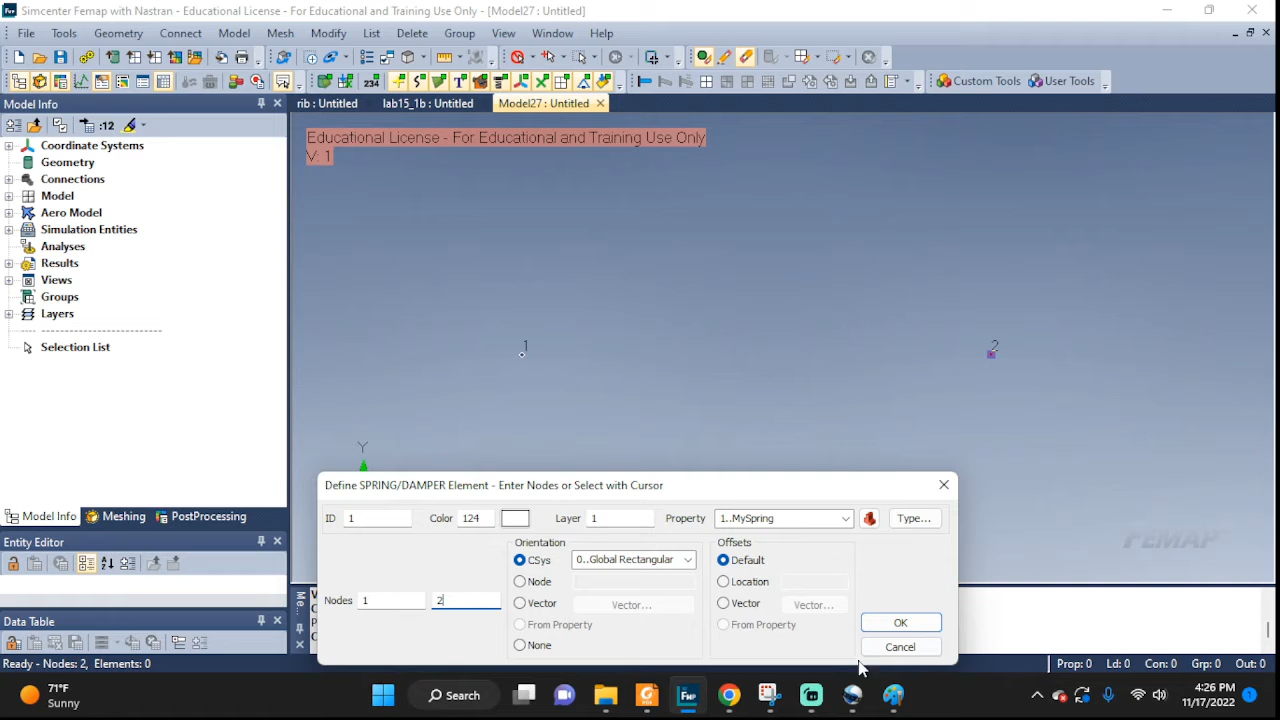 Simcenter Femap with Nastran - Educational License - For Educational and Training Use Only - [Model27 : Untitled]
File Tools Geometry Connect Model Mesh Modify List Delete Group View Window Help
234
Custom Tools User Tools
Model Info
rib : Untitled lab15_1b : Untitled Model27 : Untitled
:12
Educational License - For Educational and Training Use Only
V: 1
Coordinate Systems
Geometry
Connections
Model
Aero Model
Simulation Entities
Analyses
Results
Views
Groups
Layers
Selection List
1 2
Y
Define SPRING/DAMPER Element - Enter Nodes or Select with Cursor
ID 1 Color 124 Layer 1 Property 1..MySpring Type...
Orientation Offsets
CSys 0..Global Rectangular Default
Node Location
Vector Vector... Vector Vector...
From Property From Property
None
Nodes 1 2
OK
Cancel
Model Info Meshing PostProcessing
Entity Editor
Data Table
Me...
FEMAP
Ready - Nodes: 2, Elements: 0
Prop: 0 Ld: 0 Con: 0 Grp: 0 Out: 0
71°F
Sunny
Search
FMP
4:26 PM
11/17/2022
1